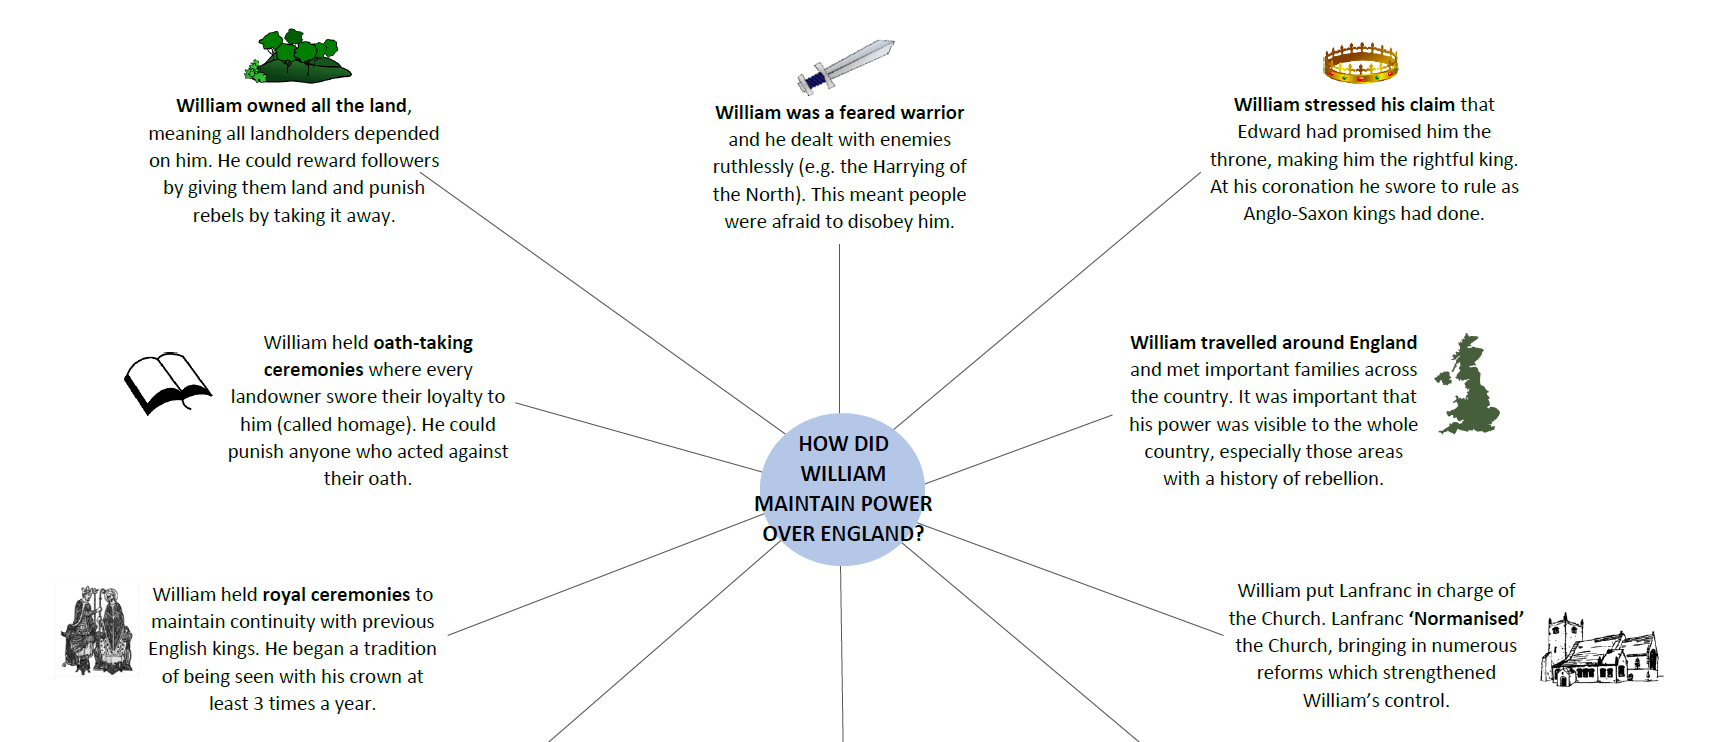 William owned all the land,
meaning all landholders depended
on him. He could reward followers
by giving them land and punish
rebels by taking it away.
William was a feared warrior
and he dealt with enemies
ruthlessly (e.g. the Harrying of
the North). This meant people
were afraid to disobey him.
William stressed his claim that
Edward had promised him the
throne, making him the rightful king.
At his coronation he swore to rule as
Anglo-Saxon kings had done.
William held oath-taking
ceremonies where every
landowner swore their loyalty to
him (called homage). He could
punish anyone who acted against
their oath.
William travelled around England
and met important families across
the country. It was important that
his power was visible to the whole
country, especially those areas
with a history of rebellion.
HOW DID
WILLIAM
MAINTAIN POWER
OVER ENGLAND?
William held royal ceremonies to
maintain continuity with previous
English kings. He began a tradition
of being seen with his crown at
least 3 times a year.
William put Lanfranc in charge of
the Church. Lanfranc ‘Normanised’
the Church, bringing in numerous
reforms which strengthened
William’s control.